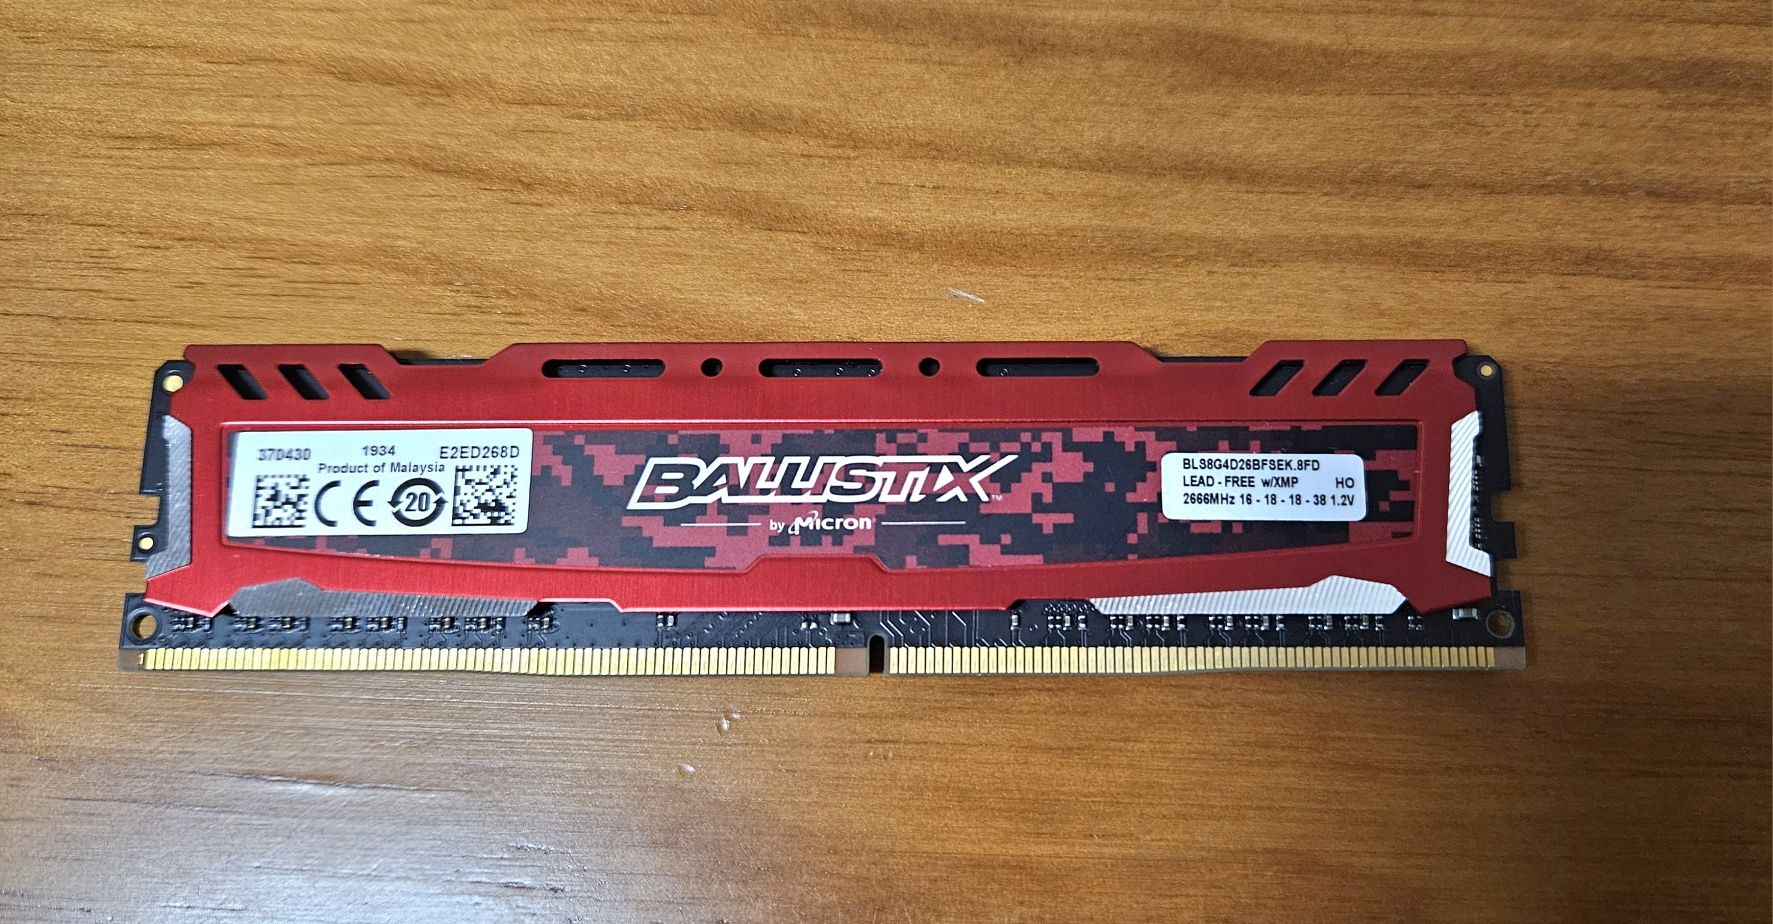 370430 1934 E2ED268D
Product of Malaysia
CE 20
BALLISTIX™
by Micron
BLS8G4D26BFSEK.8FD
LEAD - FREE w/XMP HO
2666MHz 16 - 18 - 18 - 38 1.2V